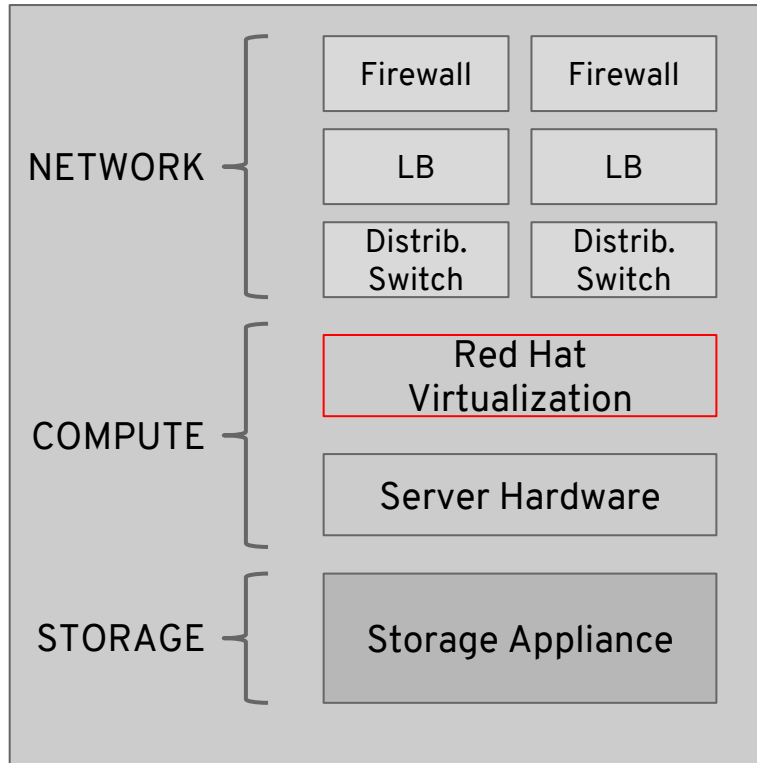 NETWORK
Firewall
Firewall
LB
LB
Distrib.
Switch
Distrib.
Switch
COMPUTE
Red Hat
Virtualization
Server Hardware
STORAGE
Storage Appliance